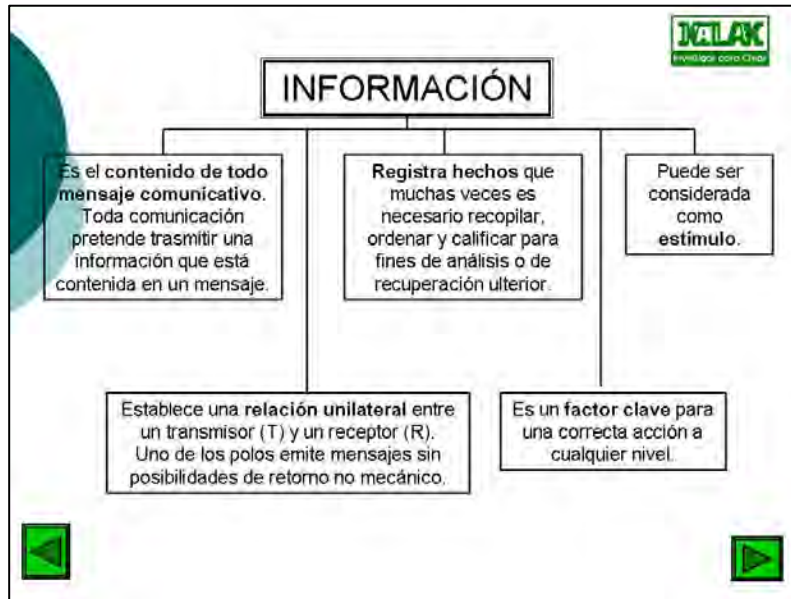 INFORMACIÓN
Investigar para Crear
Es el contenido de todo
mensaje comunicativo.
Toda comunicación
pretende trasmitir una
información que está
contenida en un mensaje.
Registra hechos que
muchas veces es
necesario recopilar,
ordenar y calificar para
fines de análisis o de
recuperación ulterior.
Puede ser
considerada
como
estímulo.
Establece una relación unilateral entre
un transmisor (T) y un receptor (R).
Uno de los polos emite mensajes sin
posibilidades de retorno no mecánico.
Es un factor clave para
una correcta acción a
cualquier nivel.